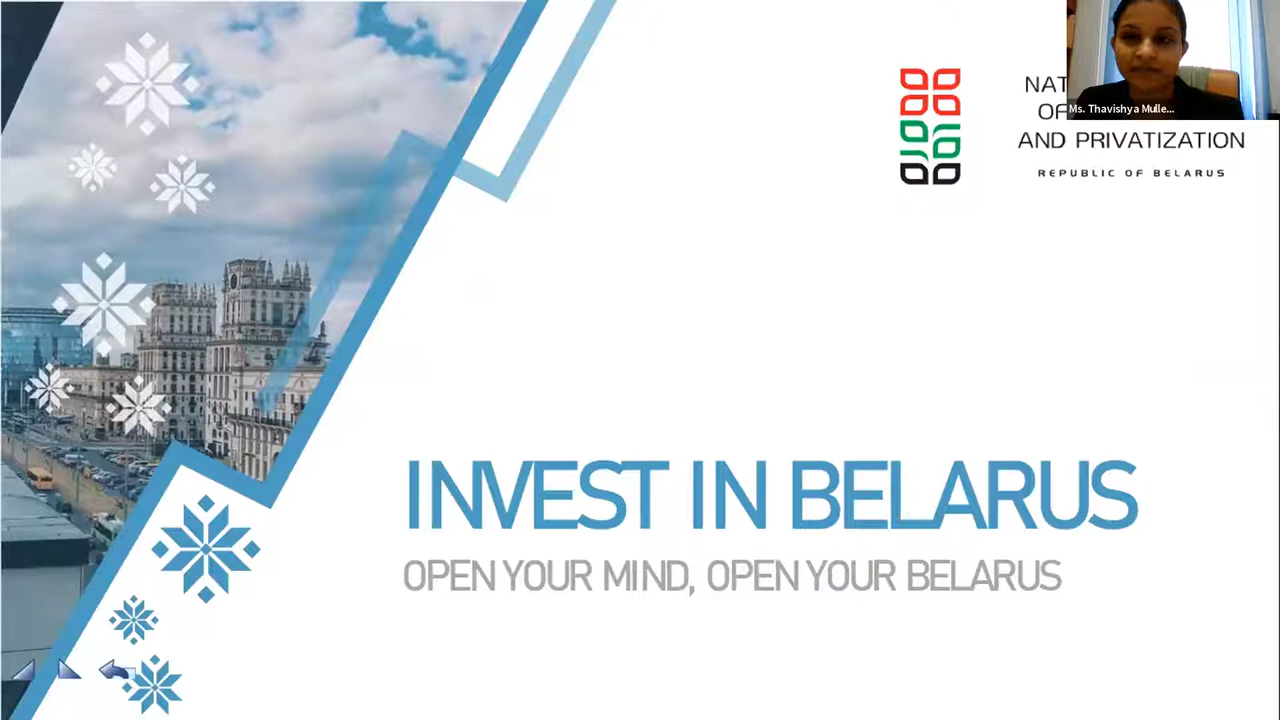 Ms. Thavishya Mulle...
NAT
OF
AND PRIVATIZATION
REPUBLIC OF BELARUS
INVEST IN BELARUS
OPEN YOUR MIND, OPEN YOUR BELARUS